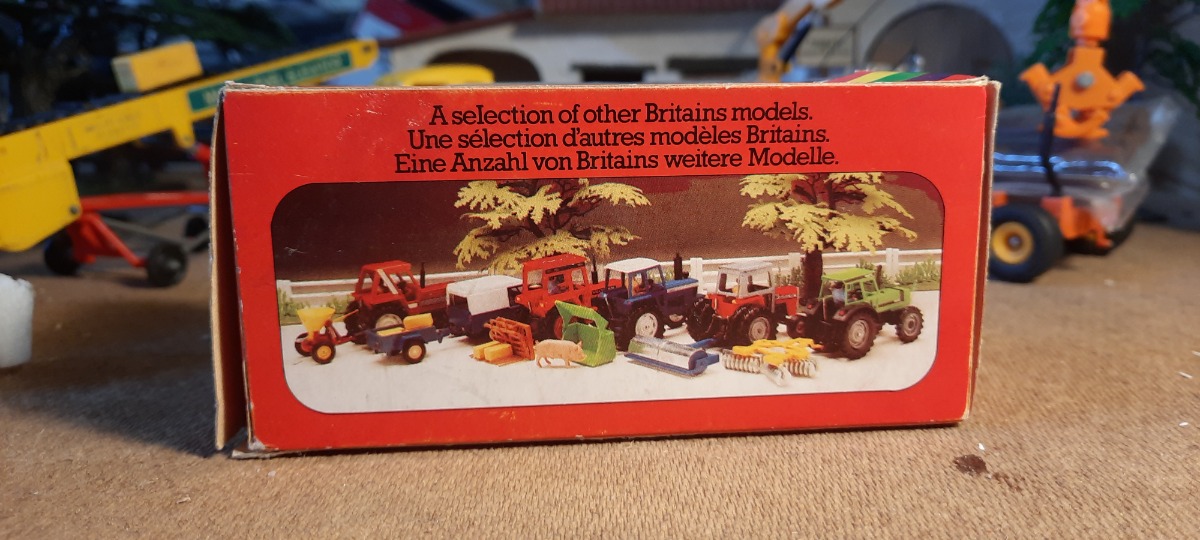 A selection of other Britains models.
Une sélection d'autres modèles Britains.
Eine Anzahl von Britains weitere Modelle.